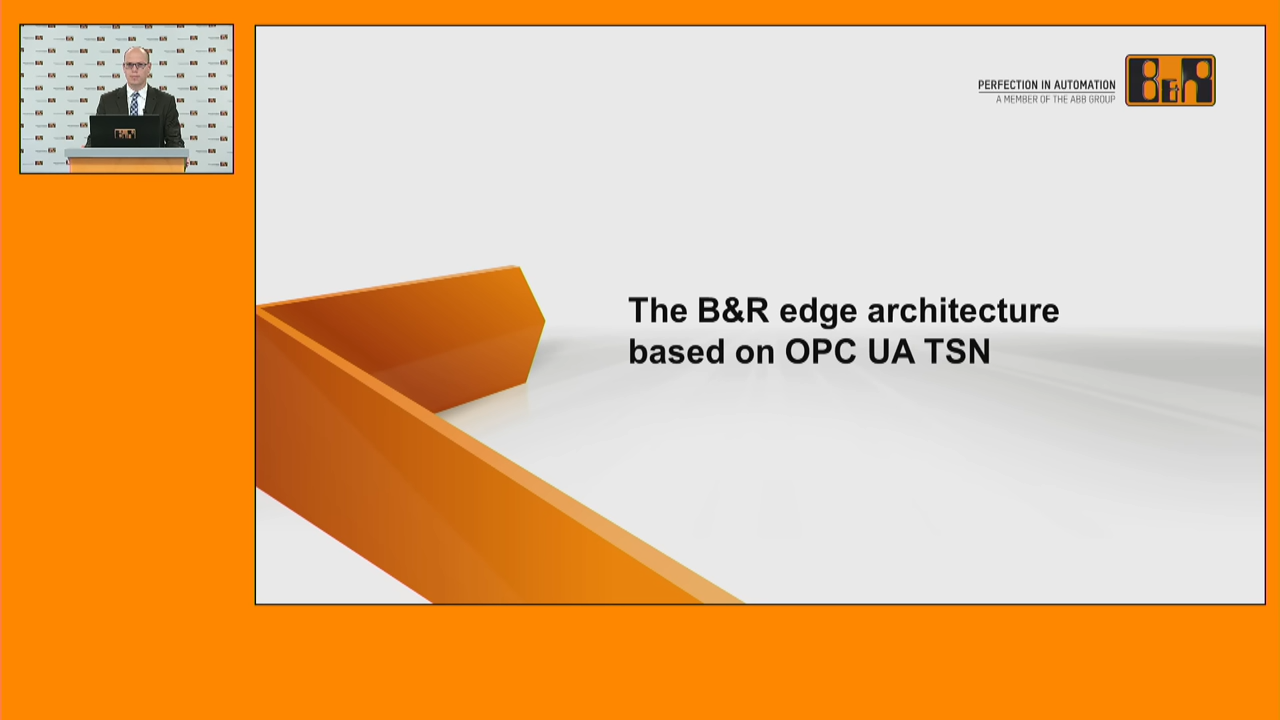 PERFECTION IN AUTOMATION
A MEMBER OF THE ABB GROUP
B&R
The B&R edge architecture
based on OPC UA TSN
B&R